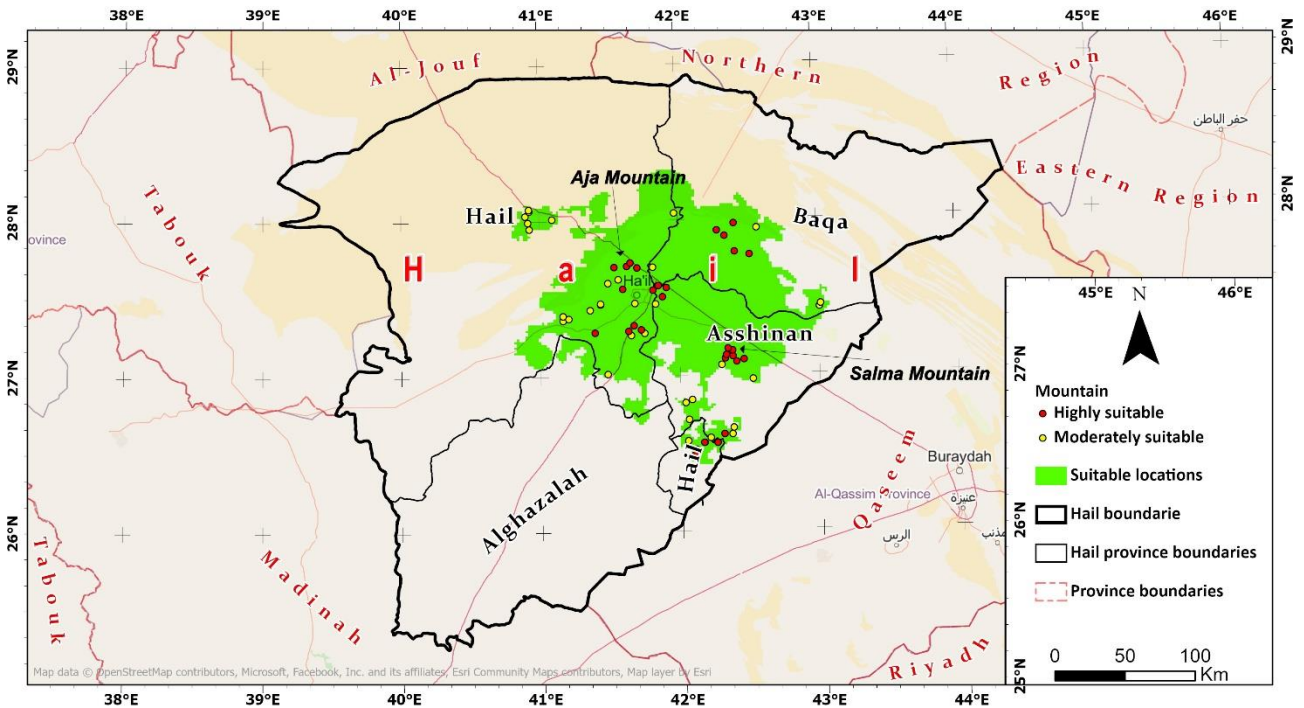 38°E 39°E 40°E 41°E 42°E 43°E 44°E 45°E 46°E
29°N
29°N
Al-Jouf
Northern
Region
حفر الباطن
Eastern Region
Aja Mountain
Tabouk
28°N
28°N
Hail
Baqa
ovince
H a i l
Ha'il
45°E 46°E
N
Asshinan
27°N
27°N
Salma Mountain
Mountain
Highly suitable
Moderately suitable
Hail
Buraydah
Suitable locations
Al-Qassim Province
Qaseem
عنيزة
Alghazalah
26°N
26°N
الرس
مذنب
Hail boundarie
Hail province boundaries
Tabouk
Madinah
Province boundaries
Riyadh
0 50 100
Km
25°N
Map data © OpenStreetMap contributors, Microsoft, Facebook, Inc. and its affiliates, Esri Community Maps contributors, Map layer by Esri
38°E 39°E 40°E 41°E 42°E 43°E 44°E